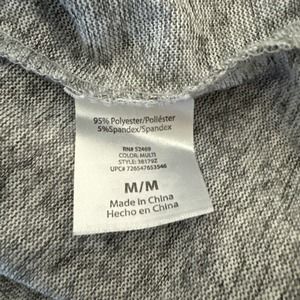 95% Polyester/Poliéster
5%Spandex/Spandex
RN# 52469
COLOR: MULTI
STYLE: 38179Z
UPC# 726547653546
M/M
Made in China
Hecho en China